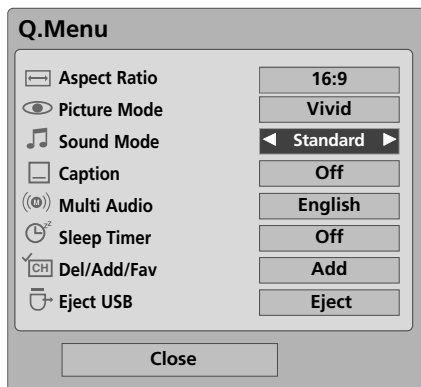 Q.Menu
Aspect Ratio 16:9
Picture Mode Vivid
Sound Mode ◀ Standard ▶
Caption Off
Multi Audio English
Sleep Timer Off
CH Del/Add/Fav Add
Eject USB Eject
Close